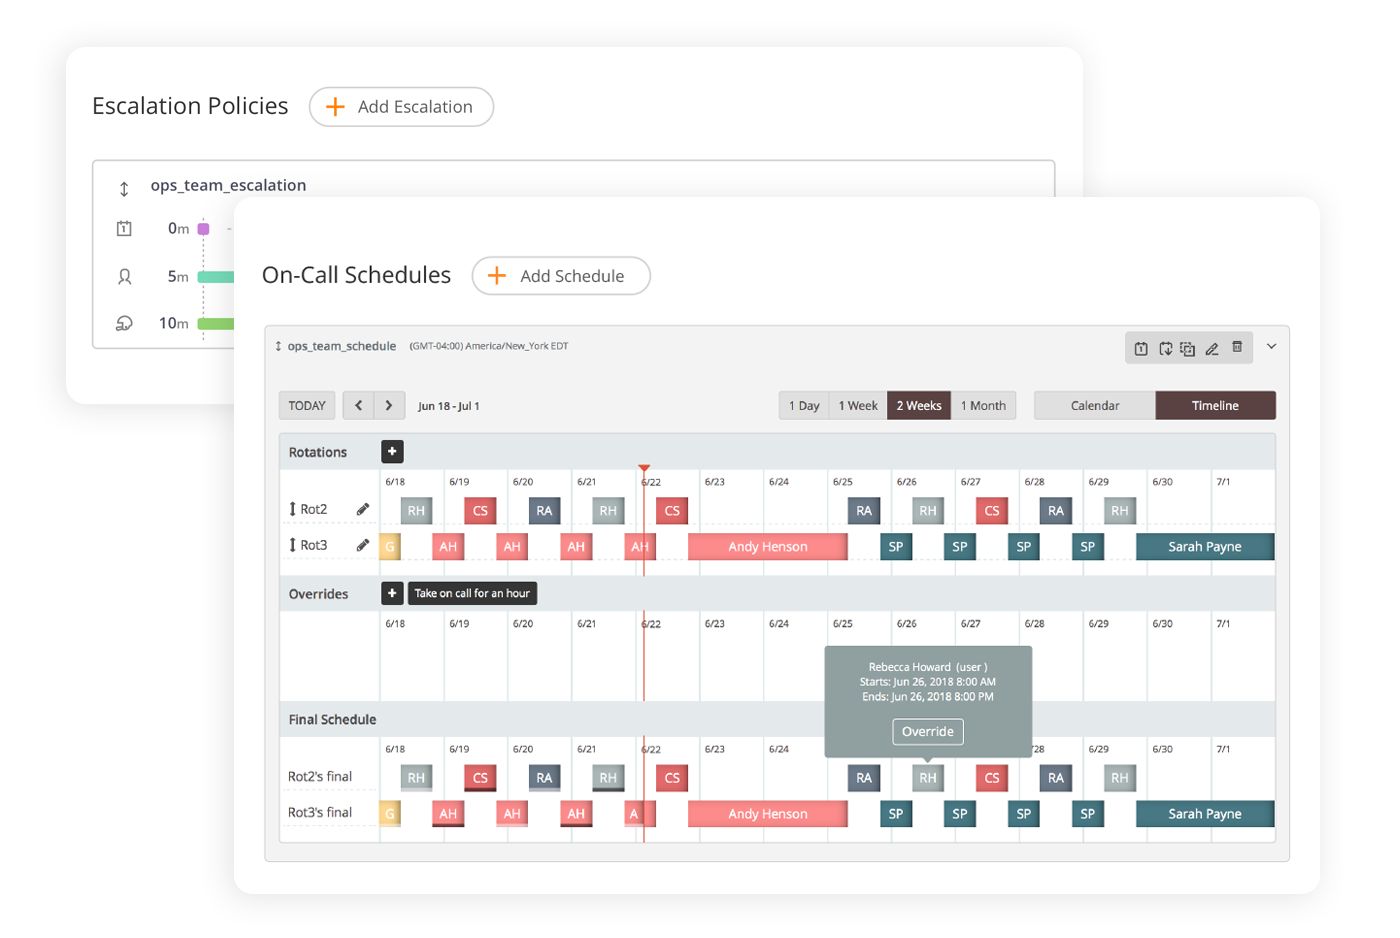 Escalation Policies
+ Add Escalation
ops_team_escalation
0m
5m
10m
On-Call Schedules
+ Add Schedule
ops_team_schedule (GMT-04:00) America/New_York EDT
TODAY < > Jun 18 - Jul 1 1 Day 1 Week 2 Weeks 1 Month Calendar Timeline
Rotations +
6/18 6/19 6/20 6/21 6/22 6/23 6/24 6/25 6/26 6/27 6/28 6/29 6/30 7/1
Rot2 RH CS RA RH CS RA RH CS RA RH
Rot3 G AH AH AH AH Andy Henson SP SP SP SP Sarah Payne
Overrides + Take on call for an hour
6/18 6/19 6/20 6/21 6/22 6/23 6/24 6/25 6/26 6/27 6/28 6/29 6/30 7/1
Rebecca Howard (user )
Starts: Jun 26, 2018 8:00 AM
Ends: Jun 26, 2018 8:00 PM
Override
Final Schedule
6/18 6/19 6/20 6/21 6/22 6/23 6/24 /28 6/29 6/30 7/1
Rot2's final RH CS RA RH CS RA RH CS RA RH
Rot3's final G AH AH AH A Andy Henson SP SP SP SP Sarah Payne